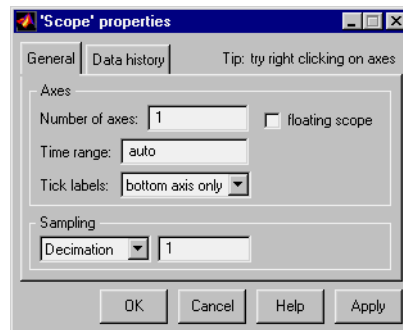 'Scope' properties
General Data history Tip: try right clicking on axes
Axes
Number of axes: 1 floating scope
Time range: auto
Tick labels: bottom axis only
Sampling
Decimation 1
OK Cancel Help Apply